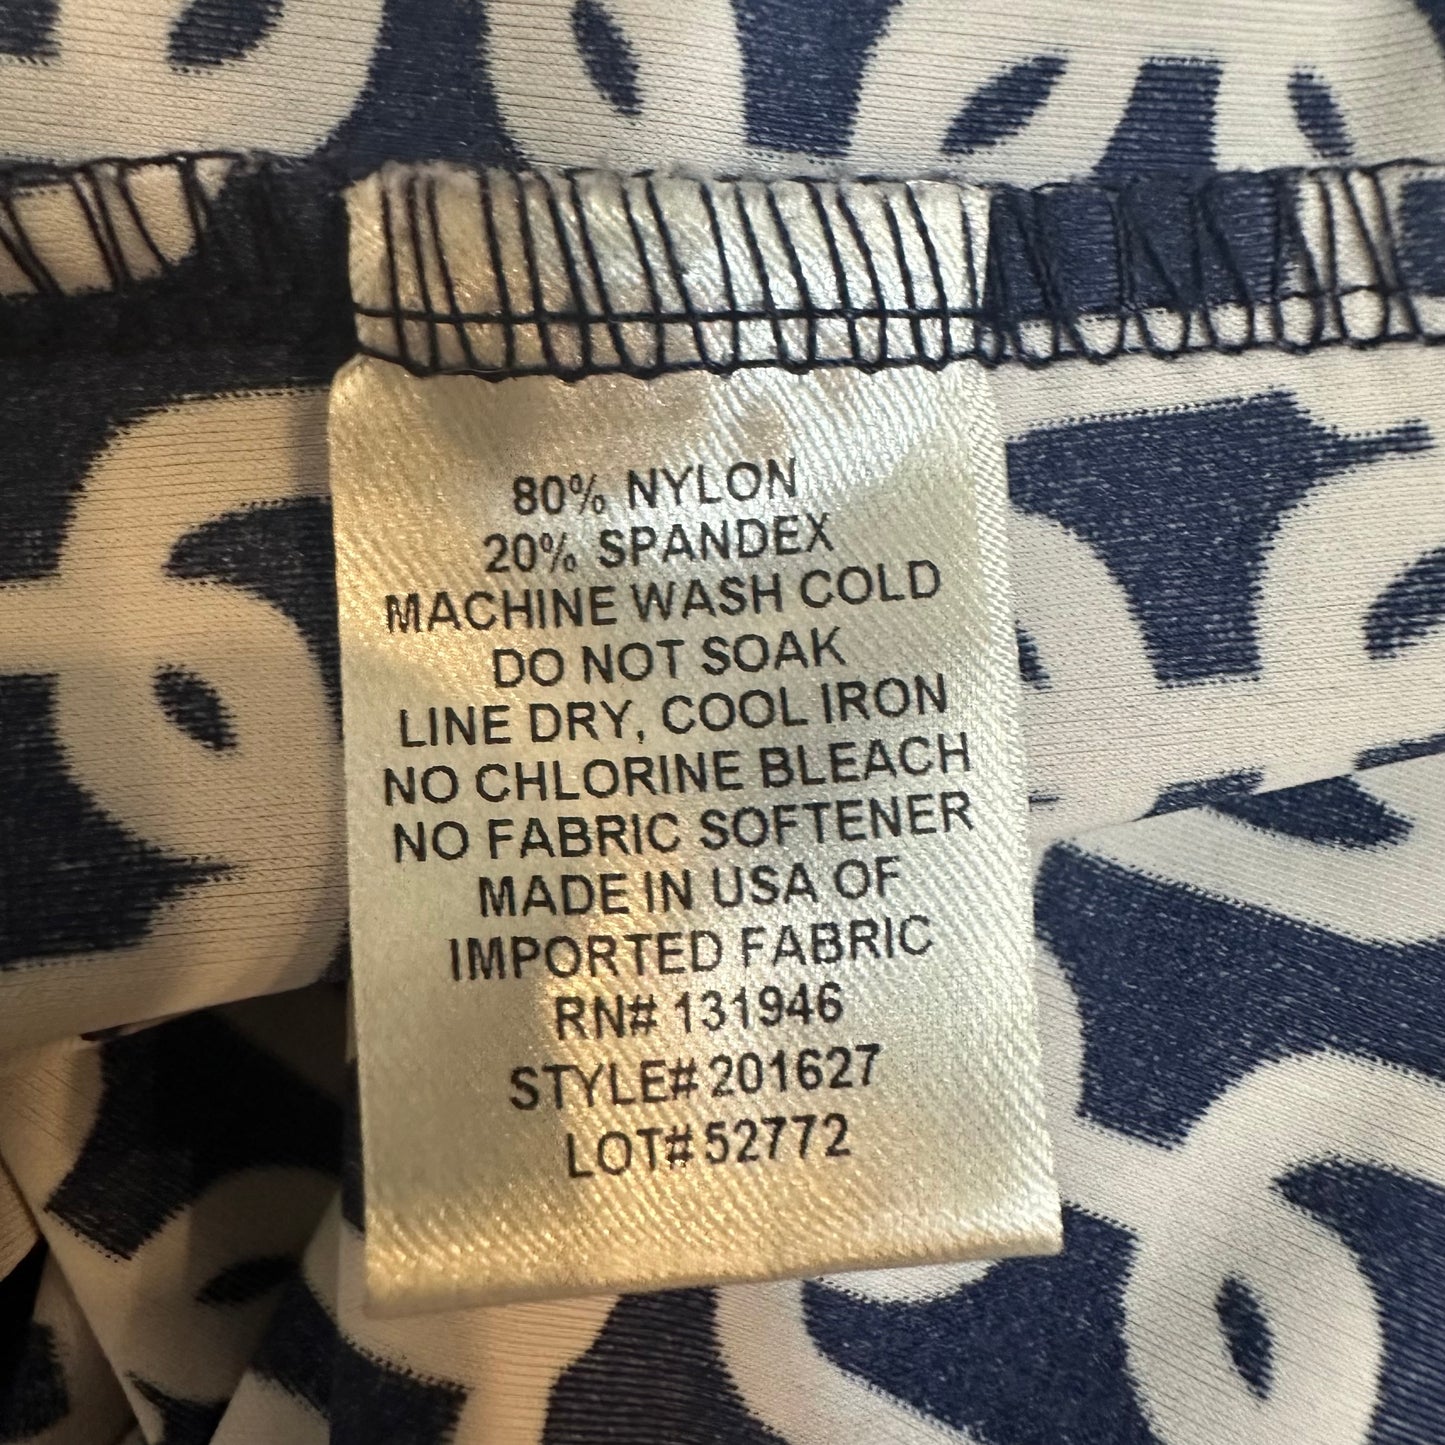 80% NYLON
20% SPANDEX
MACHINE WASH COLD
DO NOT SOAK
LINE DRY, COOL IRON
NO CHLORINE BLEACH
NO FABRIC SOFTENER
MADE IN USA OF
IMPORTED FABRIC
RN# 131946
STYLE# 201627
LOT# 52772